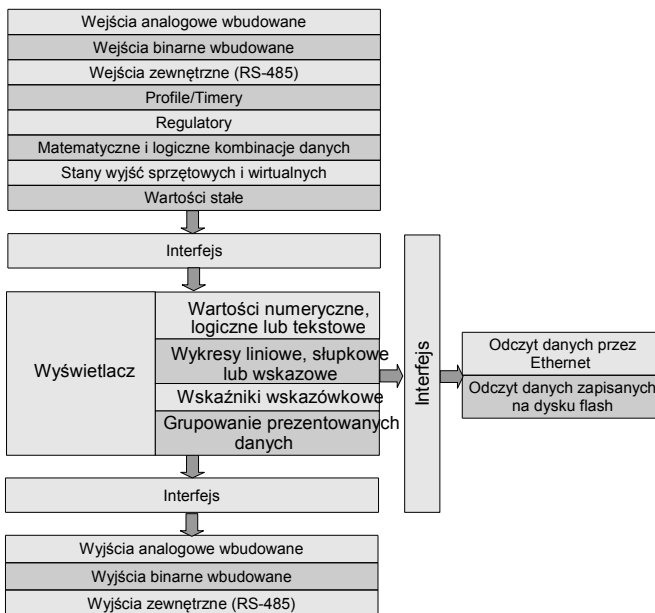 Wejścia analogowe wbudowane
Wejścia binarne wbudowane
Wejścia zewnętrzne (RS-485)
Profile/Timery
Regulatory
Matematyczne i logiczne kombinacje danych
Stany wyjść sprzętowych i wirtualnych
Wartości stałe
Interfejs
Wyświetlacz
Wartości numeryczne,
logiczne lub tekstowe
Wykresy liniowe, słupkowe
lub wskazowe
Wskaźniki wskazówkowe
Grupowanie prezentowanych
danych
Interfejs
Odczyt danych przez
Ethernet
Odczyt danych zapisanych
na dysku flash
Interfejs
Wyjścia analogowe wbudowane
Wyjścia binarne wbudowane
Wyjścia zewnętrzne (RS-485)